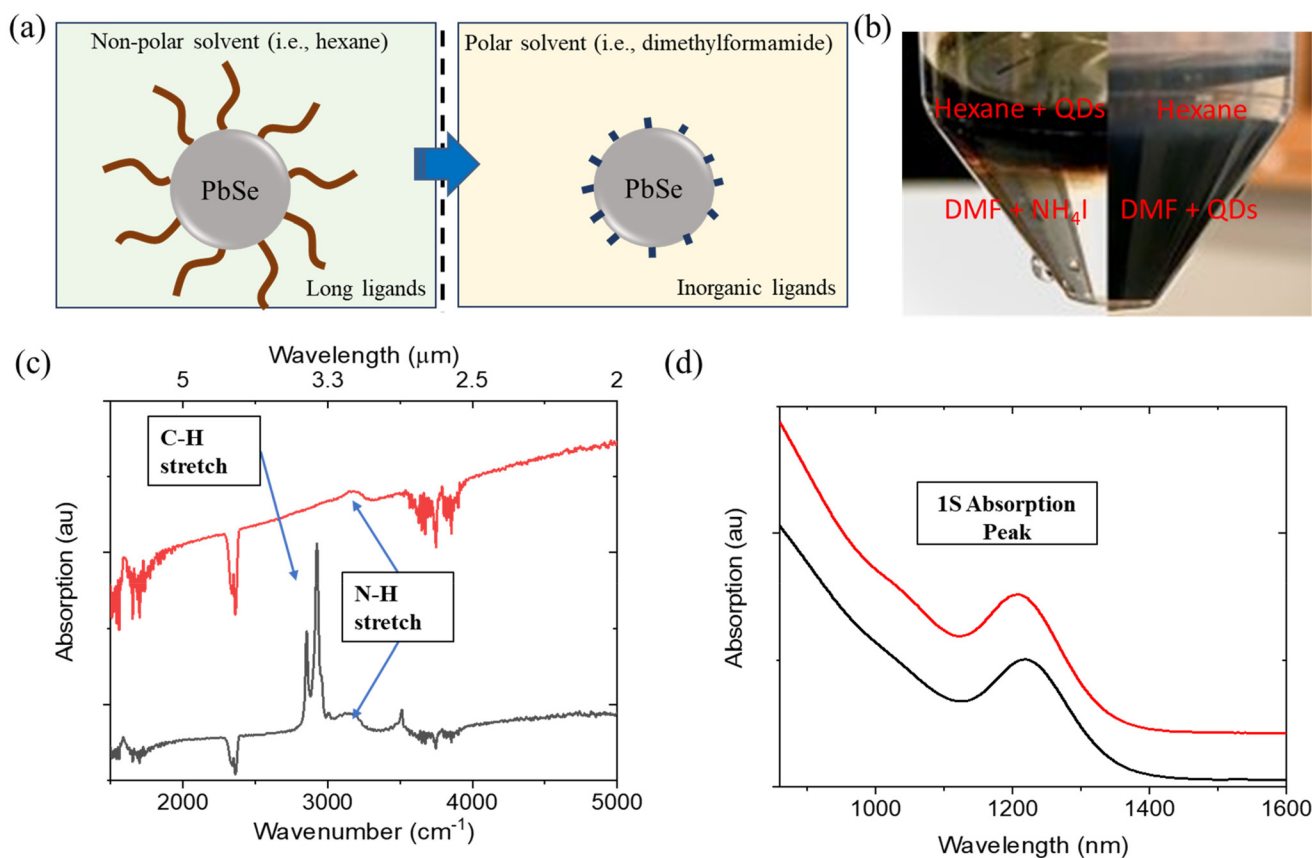 (a)
Non-polar solvent (i.e., hexane)
PbSe
Long ligands
Polar solvent (i.e., dimethylformamide)
PbSe
Inorganic ligands
(b)
Hexane + QDs
Hexane
DMF + NH₄I
DMF + QDs
(c)
Wavelength (μm)
5
3.3
2.5
2
C-H
stretch
N-H
stretch
Absorption (au)
2000
3000
4000
5000
Wavenumber (cm⁻¹)
(d)
1S Absorption
Peak
Absorption (au)
1000
1200
1400
1600
Wavelength (nm)